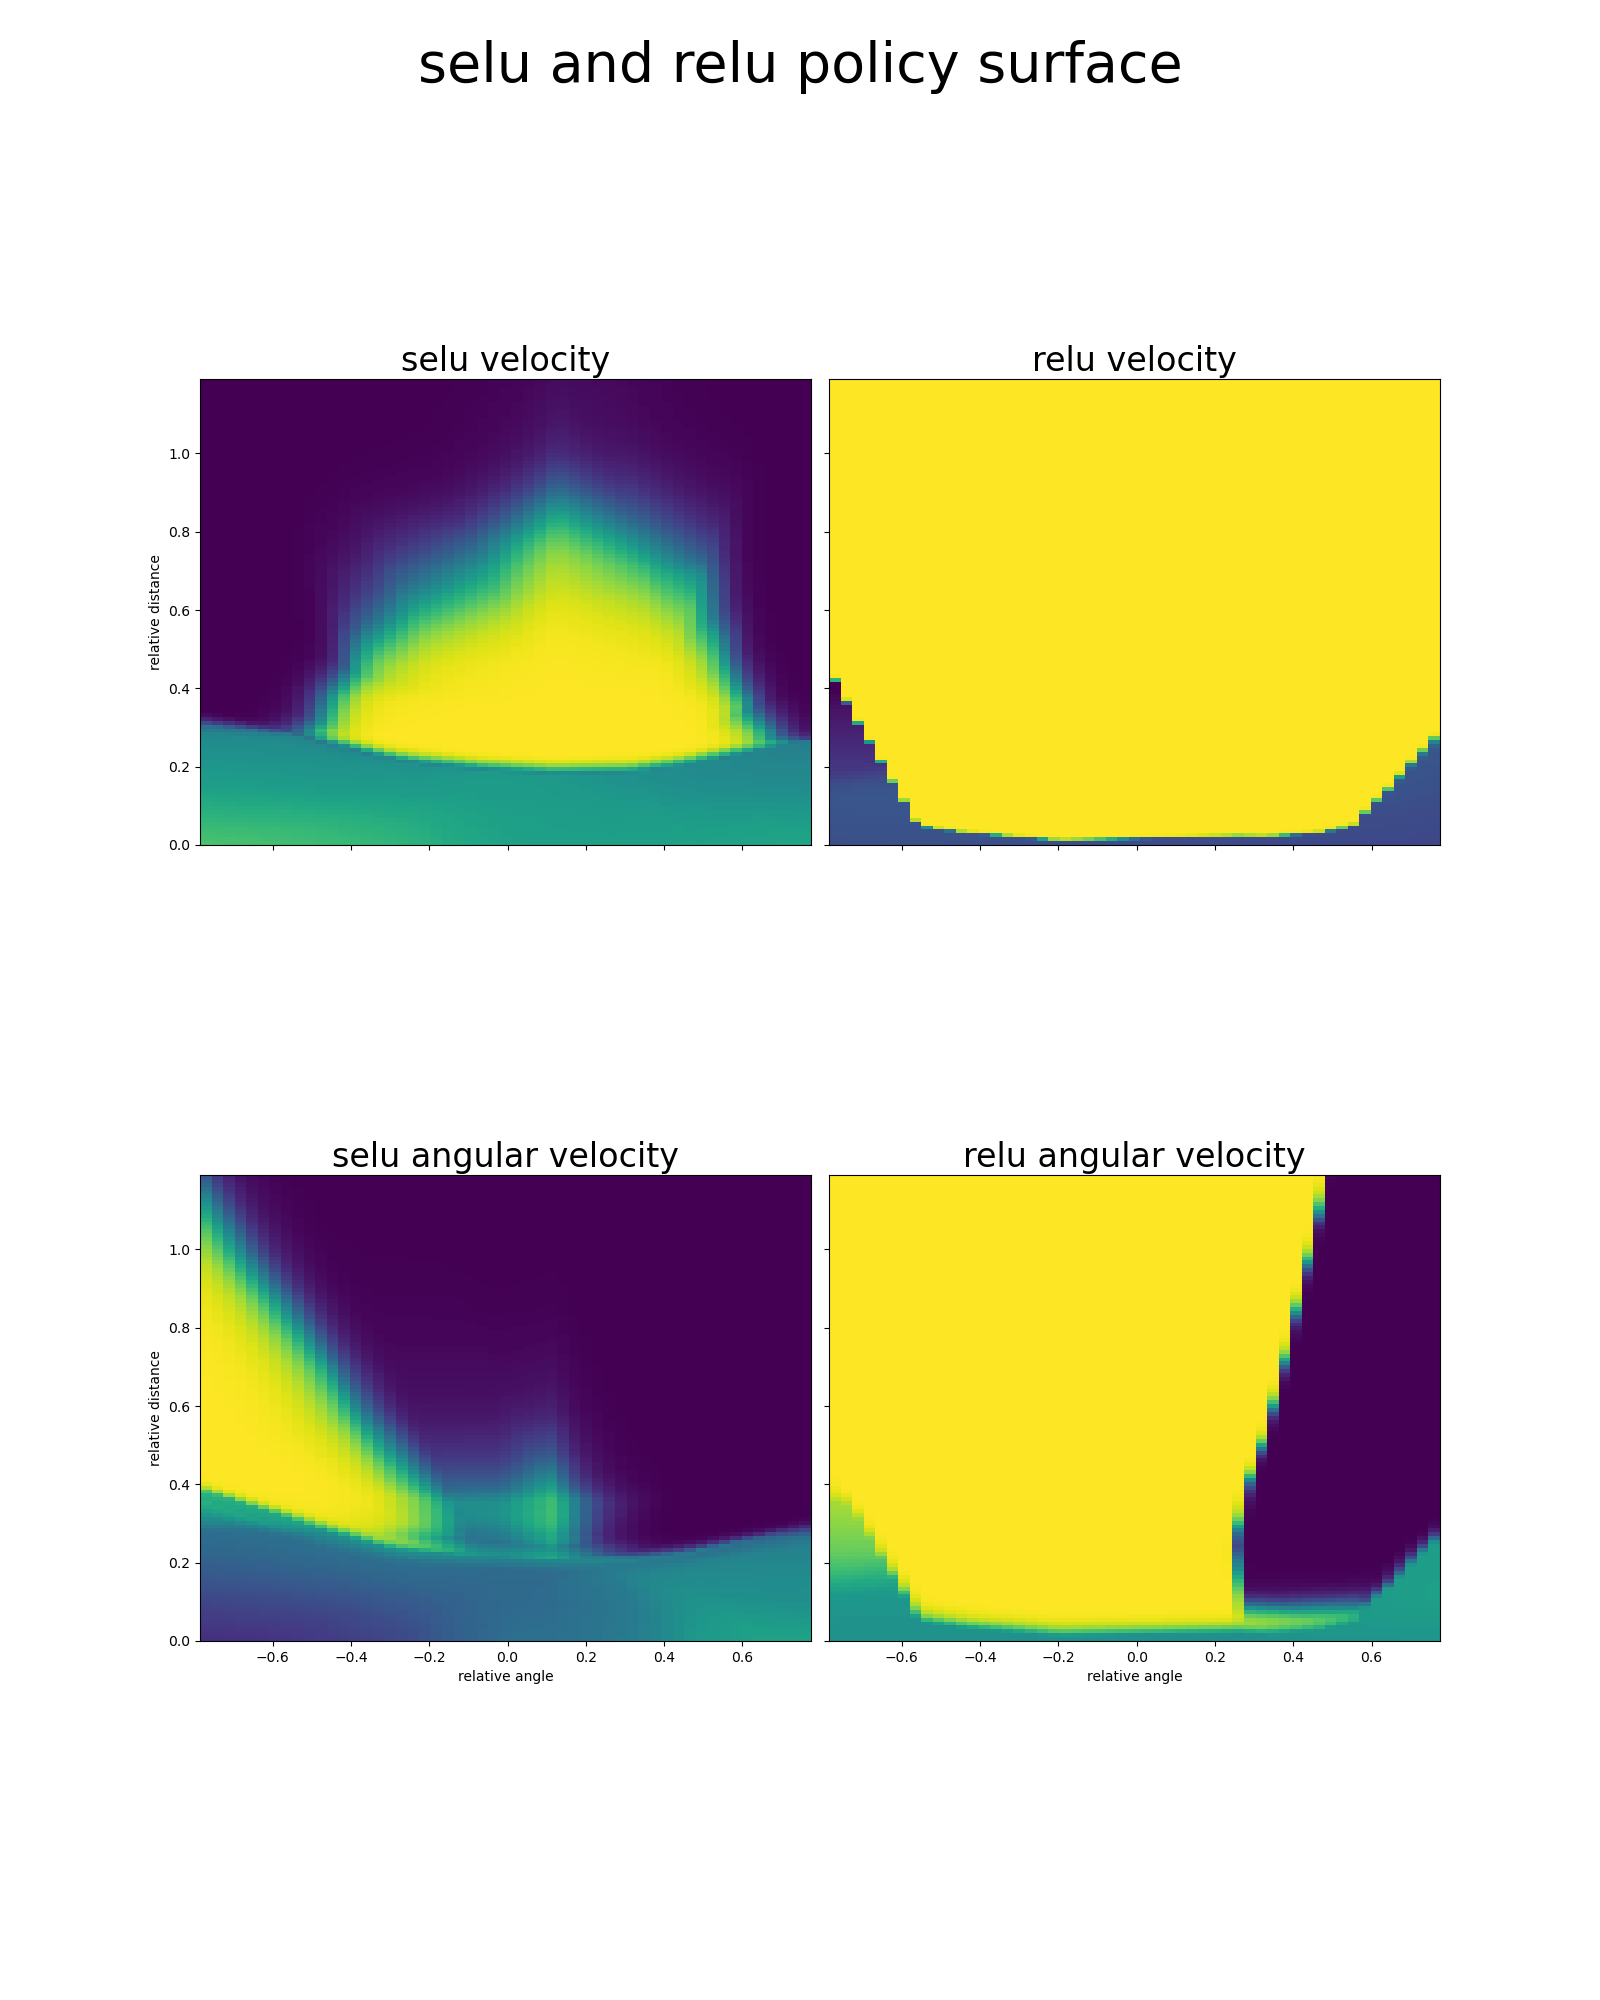 selu and relu policy surface
selu velocity
relu velocity
1.0
0.8
0.6
0.4
0.2
0.0
relative distance
selu angular velocity
relu angular velocity
1.0
0.8
0.6
0.4
0.2
0.0
relative distance
−0.6 −0.4 −0.2 0.0 0.2 0.4 0.6
relative angle
−0.6 −0.4 −0.2 0.0 0.2 0.4 0.6
relative angle